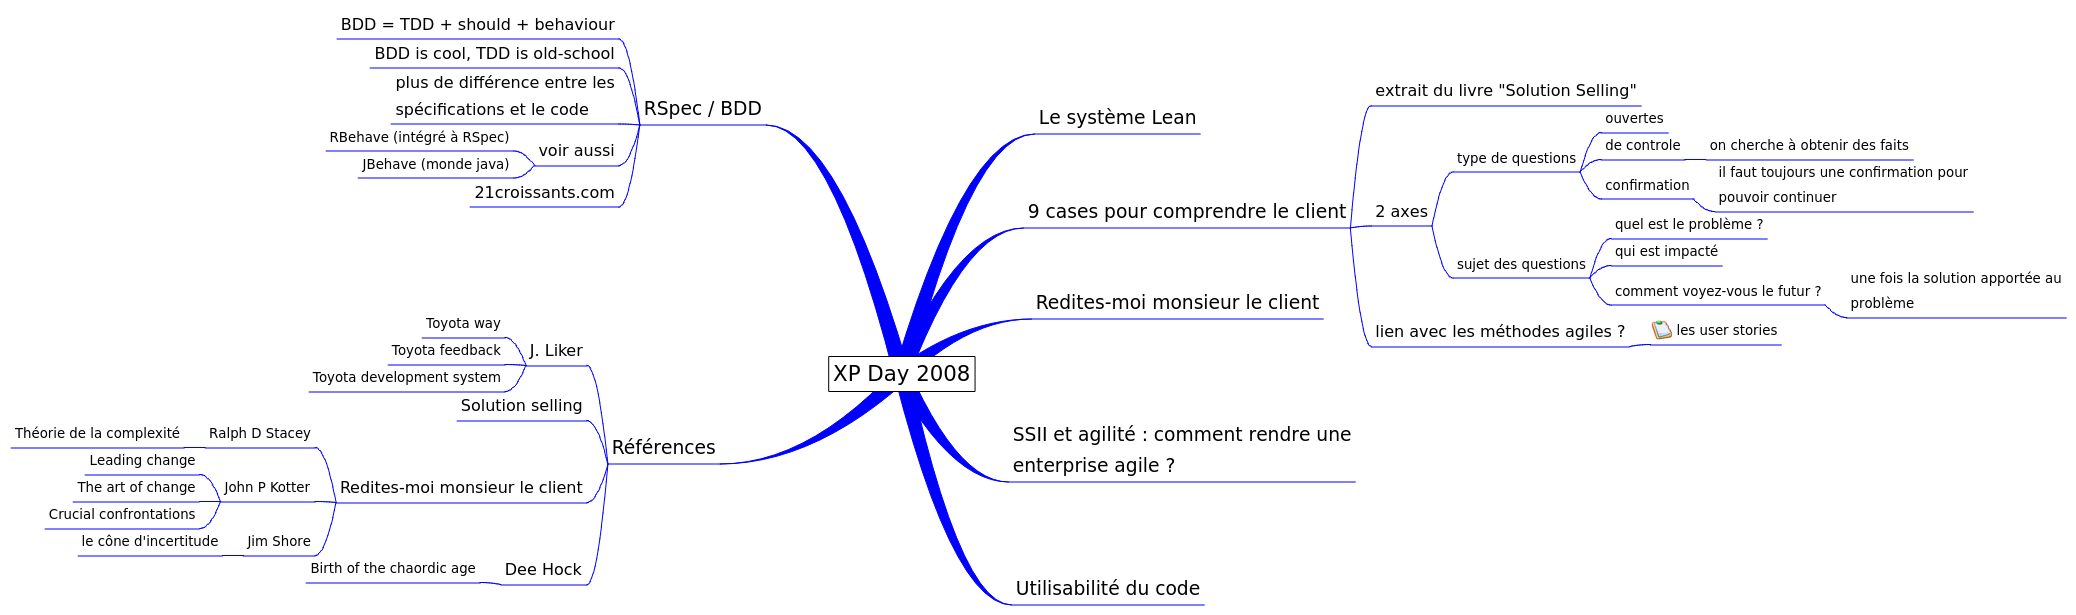 XP Day 2008
Le système Lean
9 cases pour comprendre le client
extrait du livre "Solution Selling"
2 axes
type de questions
ouvertes
de controle
on cherche à obtenir des faits
confirmation
il faut toujours une confirmation pour
pouvoir continuer
sujet des questions
quel est le problème ?
qui est impacté
comment voyez-vous le futur ?
une fois la solution apportée au
problème
lien avec les méthodes agiles ?
les user stories
Redites-moi monsieur le client
SSII et agilité : comment rendre une
enterprise agile ?
Utilisabilité du code
RSpec / BDD
BDD = TDD + should + behaviour
BDD is cool, TDD is old-school
plus de différence entre les
spécifications et le code
voir aussi
RBehave (intégré à RSpec)
JBehave (monde java)
21croissants.com
Références
J. Liker
Toyota way
Toyota feedback
Toyota development system
Solution selling
Redites-moi monsieur le client
Ralph D Stacey
Théorie de la complexité
John P Kotter
Leading change
The art of change
Crucial confrontations
Jim Shore
le cône d'incertitude
Dee Hock
Birth of the chaordic age